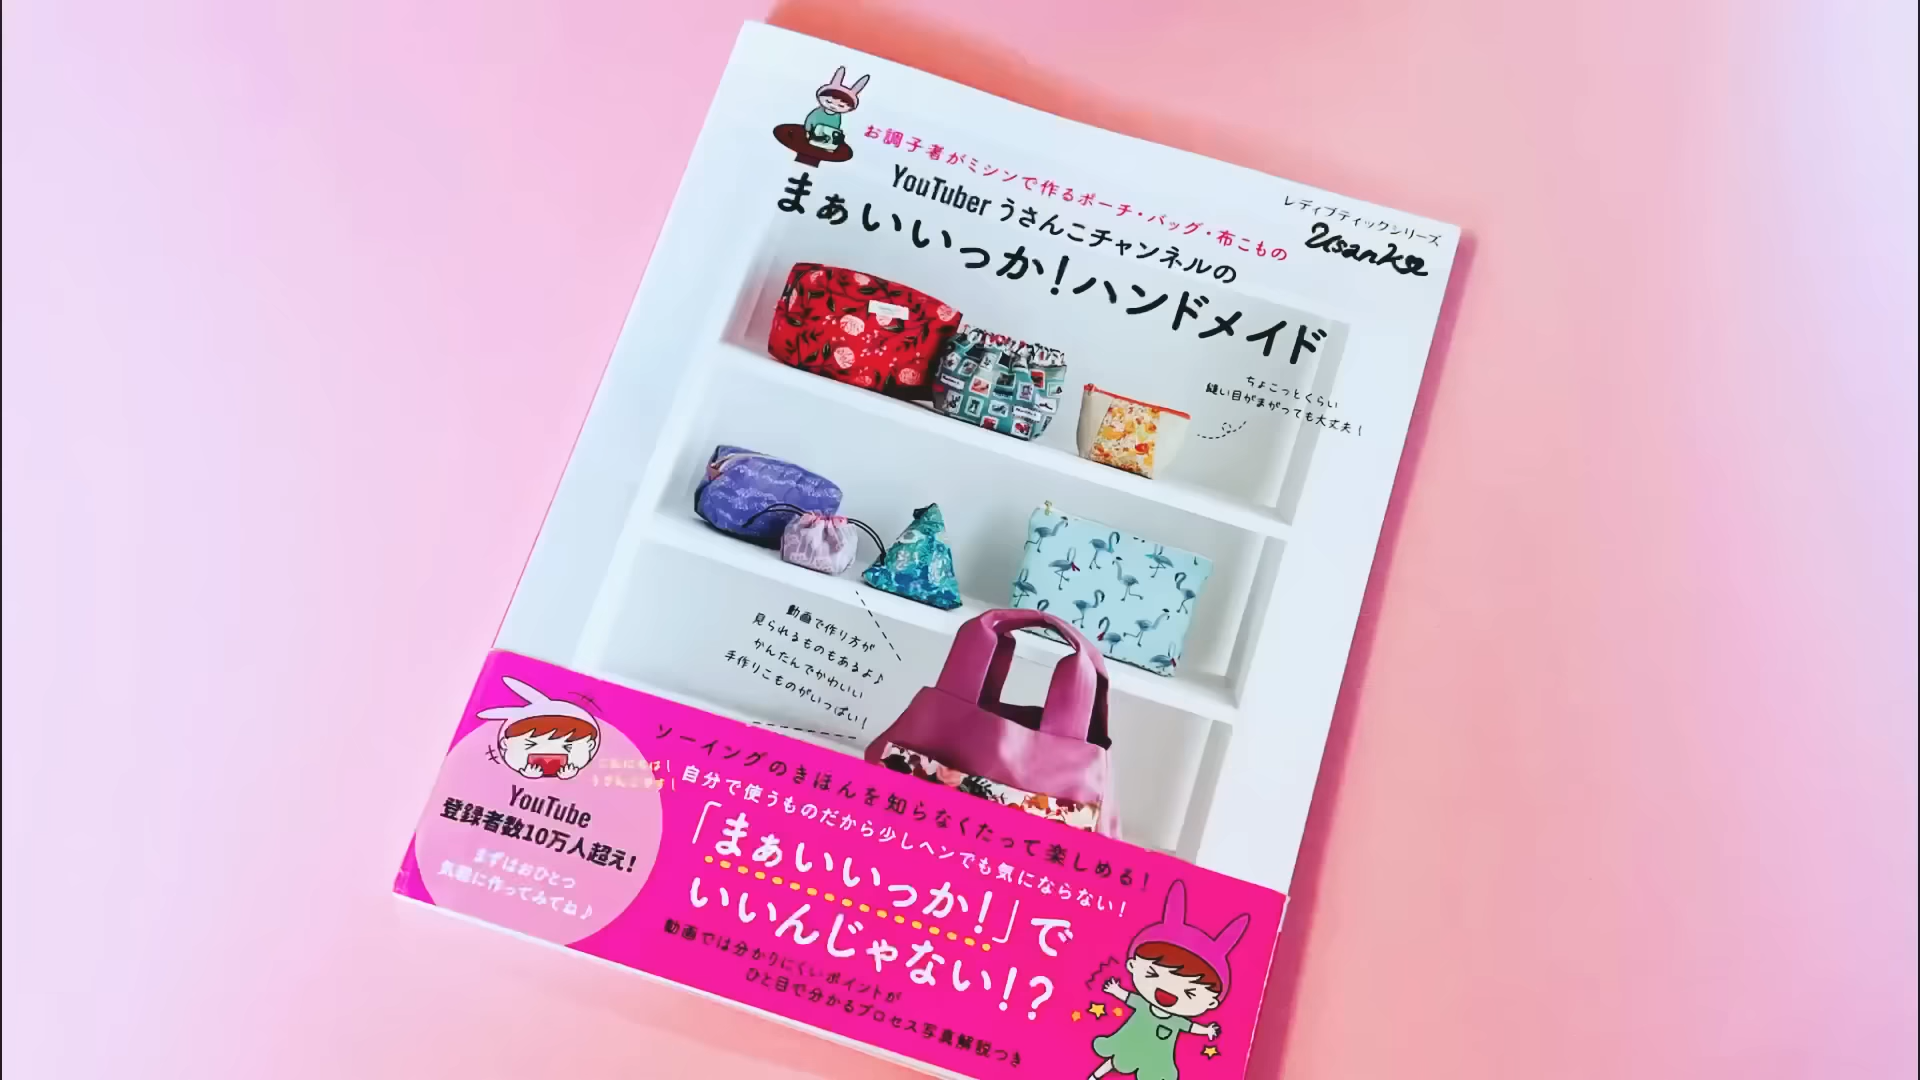 お調子者がミシンで作るポーチ・バッグ・布こもの
レディブティックシリーズ
YouTuber うさんこチャンネルの
usanko
まぁいいっか!ハンドメイド
ちょこっとくらい
縫い目がまがっても大丈夫!
動画で作り方が
見られるものもあるよ♪
かんたんでかわいい
手作りこものがいっぱい!
こんにちは!
うさんこです!
YouTube
登録者数10万人超え!
まずはおひとつ
気軽に作ってみてね♪
ソーイングのきほんを知らなくたって楽しめる!
自分で使うものだから少しヘンでも気にならない!
「まぁいいっか!」で
いいんじゃない!?
動画では分かりにくいポイントが
ひと目で分かるプロセス写真解説つき